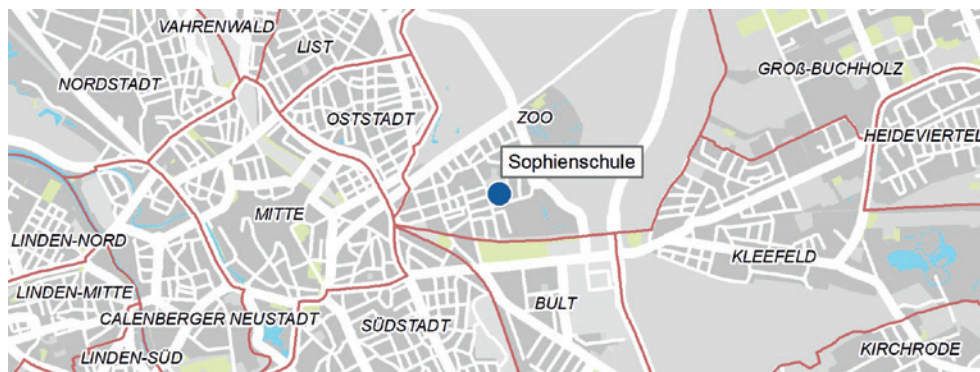 VAHRENWALD
LIST
NORDSTADT
GROß-BUCHHOLZ
OSTSTADT
ZOO
HEIDEVIERTEL
Sophienschule
MITTE
LINDEN-NORD
KLEEFELD
LINDEN-MITTE
BULT
CALENBERGER NEUSTADT
SÜDSTADT
KIRCHRODE
LINDEN-SÜD